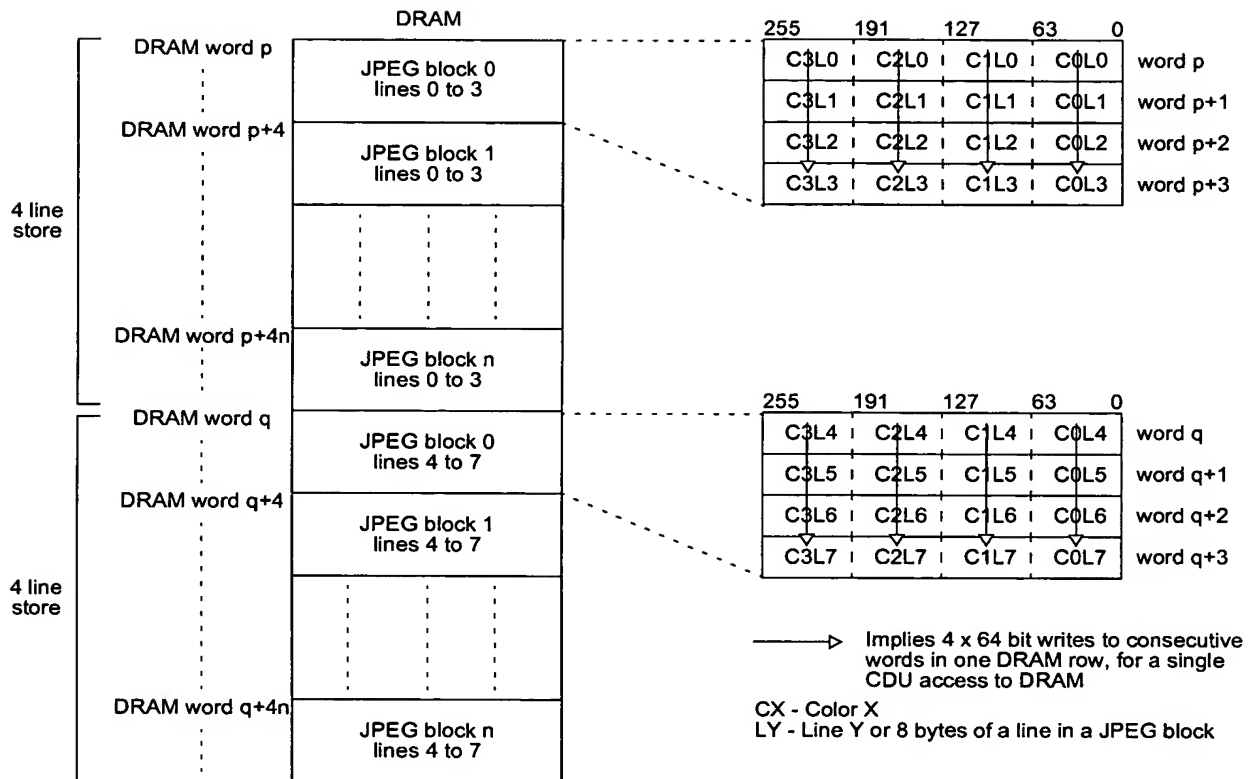 DRAM
DRAM word p
JPEG block 0
lines 0 to 3
DRAM word p+4
JPEG block 1
lines 0 to 3
4 line
store
DRAM word p+4n
JPEG block n
lines 0 to 3
DRAM word q
JPEG block 0
lines 4 to 7
DRAM word q+4
JPEG block 1
lines 4 to 7
4 line
store
DRAM word q+4n
JPEG block n
lines 4 to 7
255 191 127 63 0
C3L0 C2L0 C1L0 C0L0 word p
C3L1 C2L1 C1L1 C0L1 word p+1
C3L2 C2L2 C1L2 C0L2 word p+2
C3L3 C2L3 C1L3 C0L3 word p+3
255 191 127 63 0
C3L4 C2L4 C1L4 C0L4 word q
C3L5 C2L5 C1L5 C0L5 word q+1
C3L6 C2L6 C1L6 C0L6 word q+2
C3L7 C2L7 C1L7 C0L7 word q+3
Implies 4 x 64 bit writes to consecutive
words in one DRAM row, for a single
CDU access to DRAM
CX - Color X
LY - Line Y or 8 bytes of a line in a JPEG block